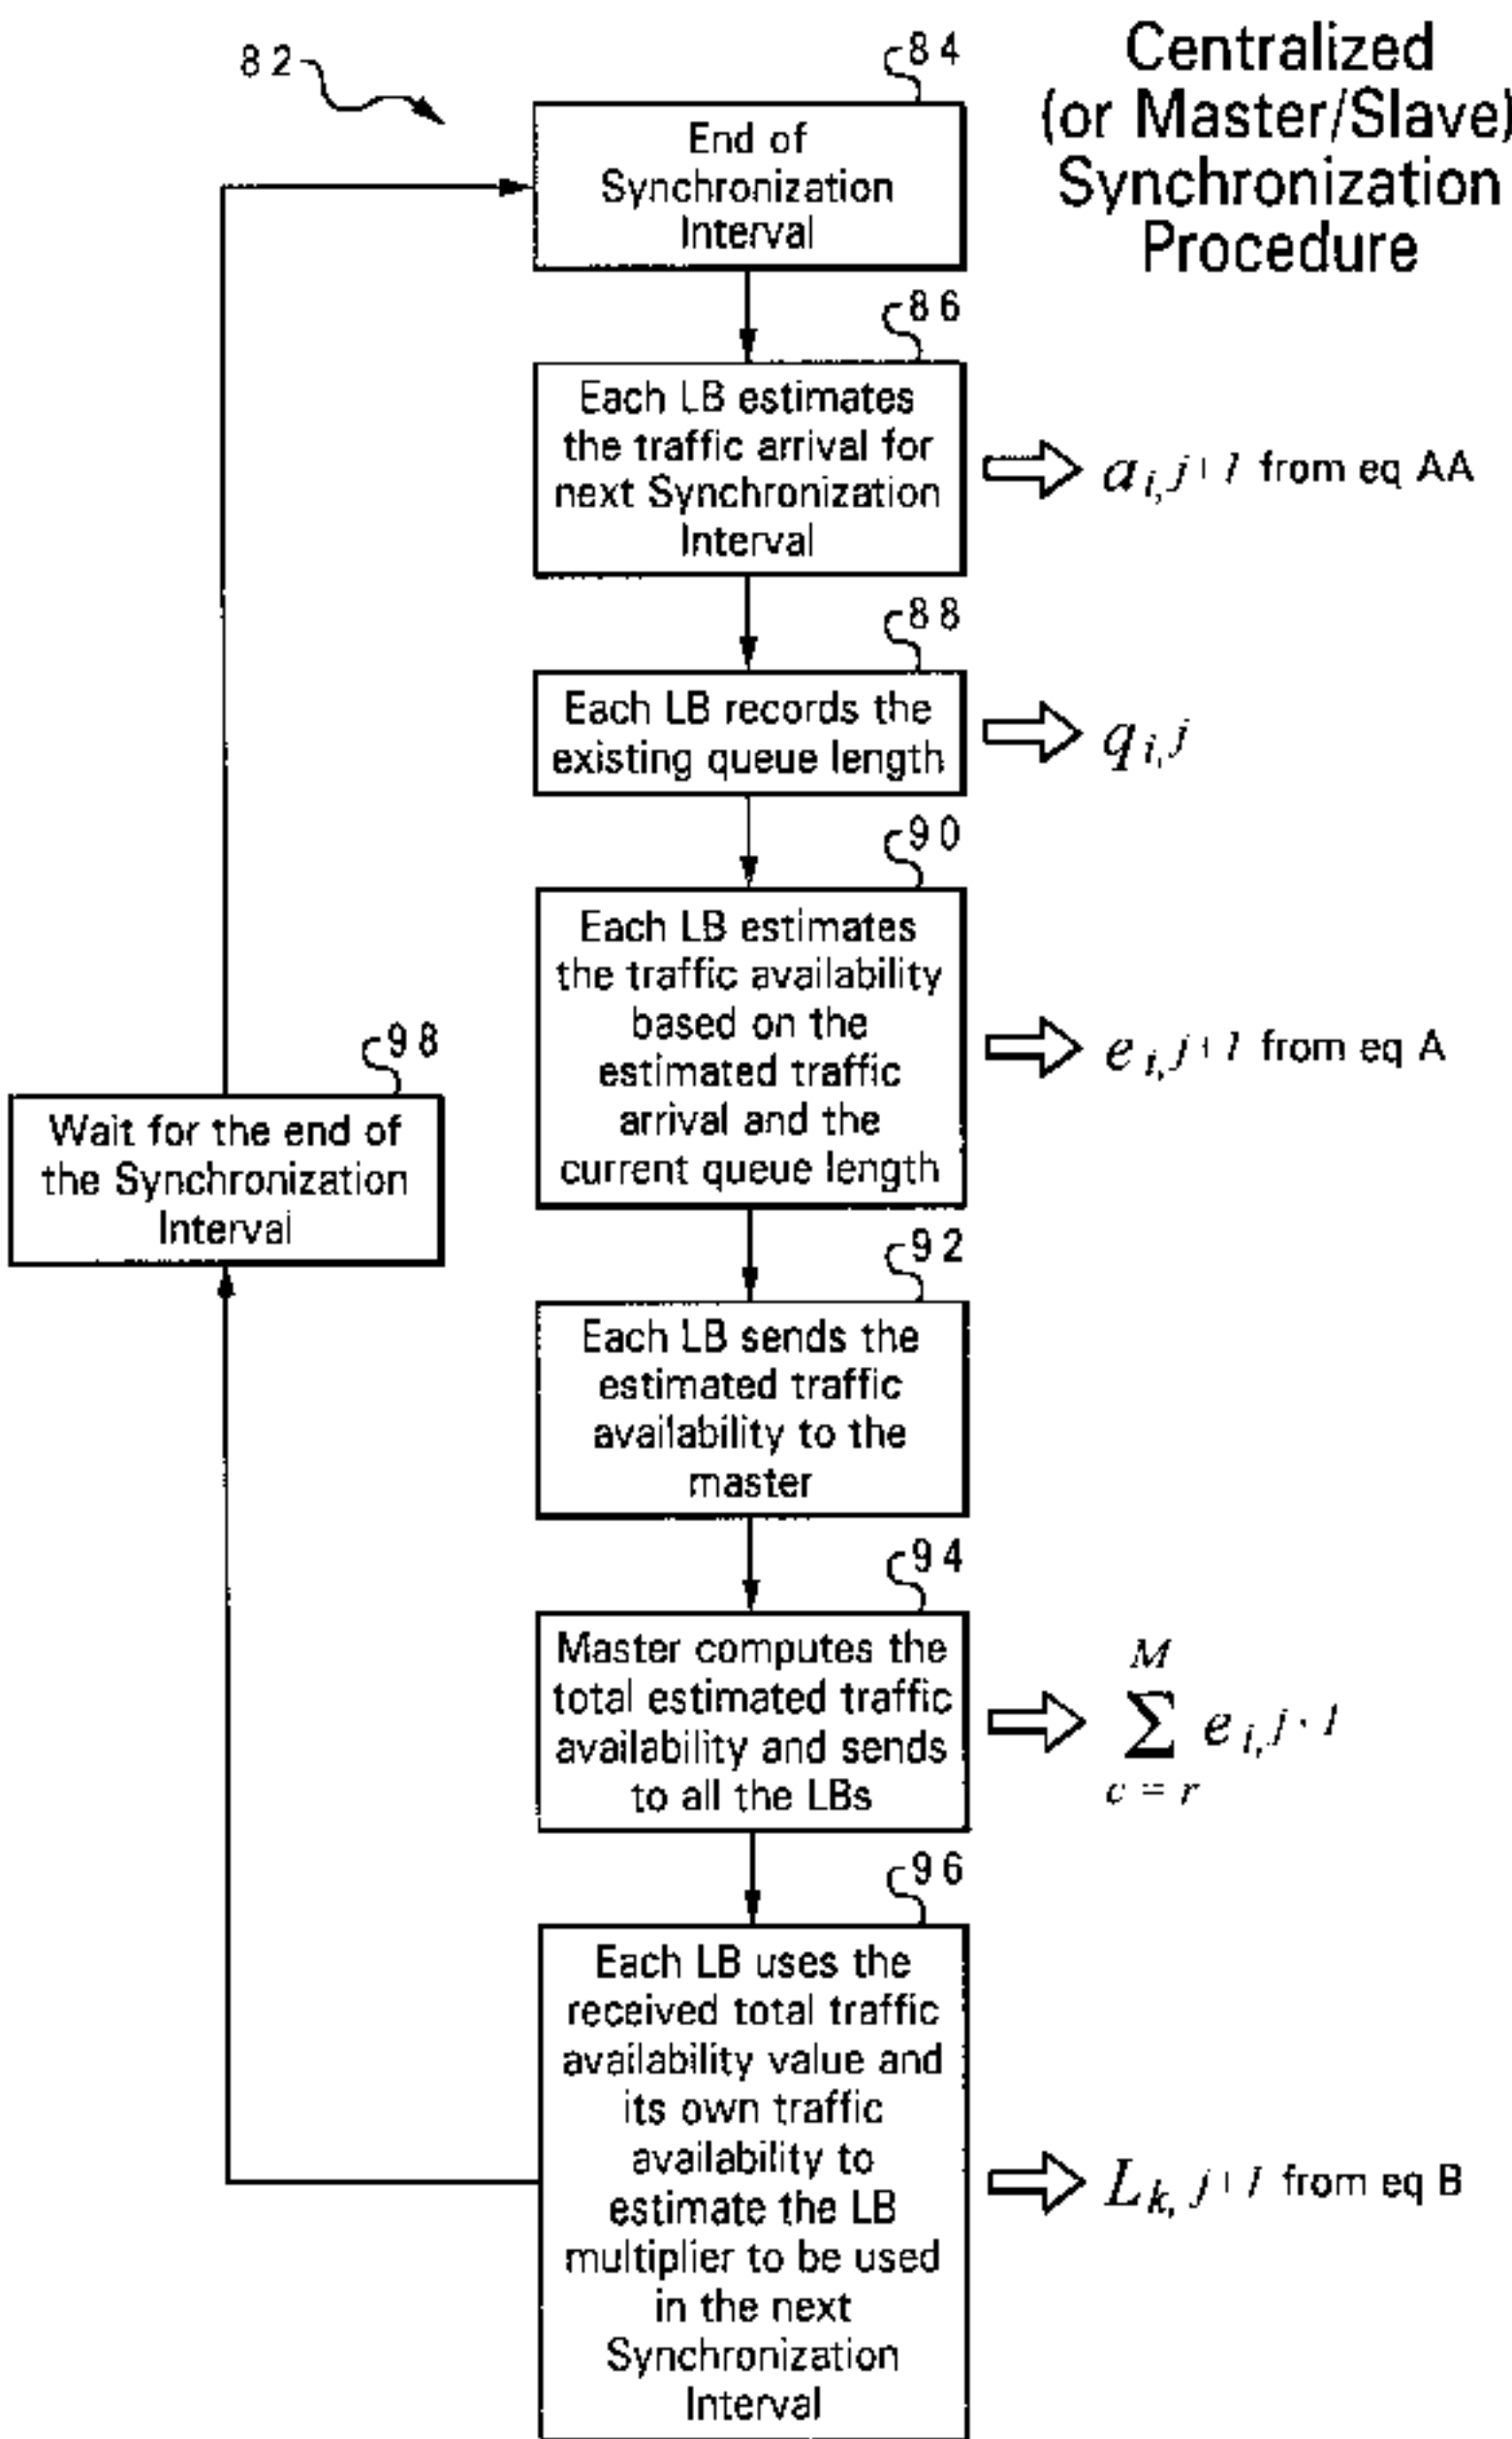 82
84
Centralized
(or Master/Slave)
Synchronization
Procedure
End of
Synchronization
Interval
86
Each LB estimates
the traffic arrival for
next Synchronization
Interval
a i, j+1 from eq AA
88
Each LB records the
existing queue length
q i, j
90
Each LB estimates
the traffic availability
based on the
estimated traffic
arrival and the
current queue length
e i, j+1 from eq A
98
Wait for the end of
the Synchronization
Interval
92
Each LB sends the
estimated traffic
availability to the
master
94
Master computes the
total estimated traffic
availability and sends
to all the LBs
M
∑ e i, j+1
c = r
96
Each LB uses the
received total traffic
availability value and
its own traffic
availability to
estimate the LB
multiplier to be used
in the next
Synchronization
Interval
L k, j+1 from eq B